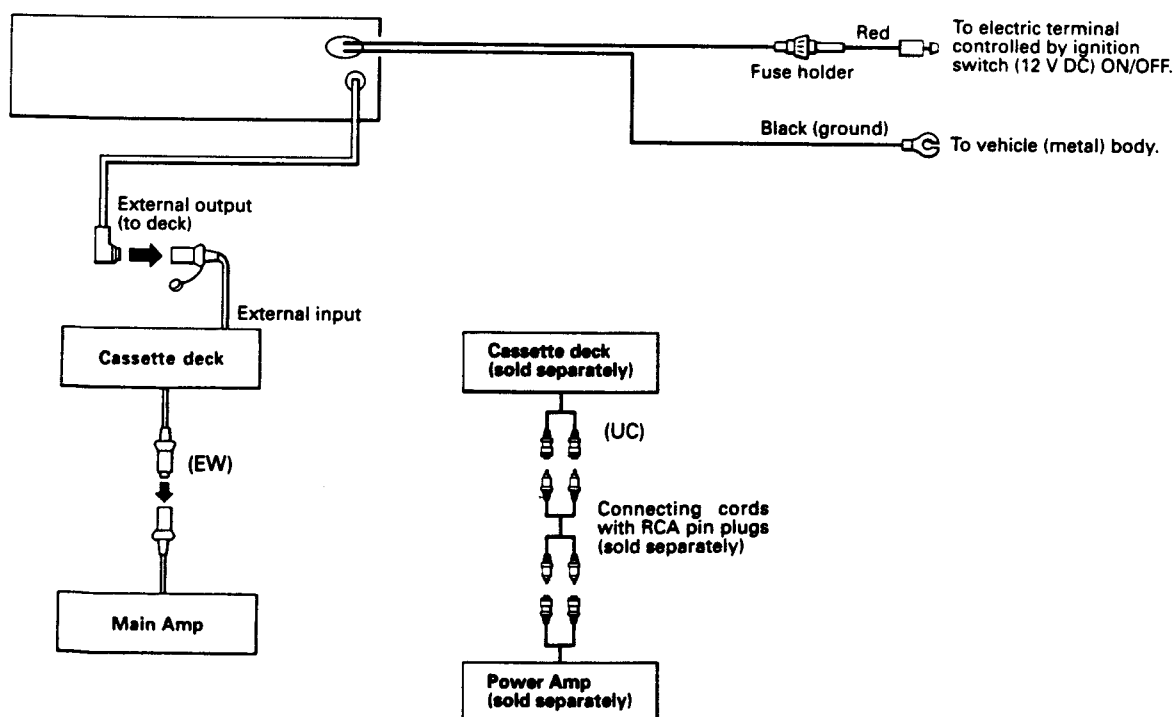 Red
To electric terminal
controlled by ignition
switch (12 V DC) ON/OFF.
Fuse holder
Black (ground)
To vehicle (metal) body.
External output
(to deck)
External input
Cassette deck
(EW)
Main Amp
Cassette deck
(sold separately)
(UC)
Connecting cords
with RCA pin plugs
(sold separately)
Power Amp
(sold separately)